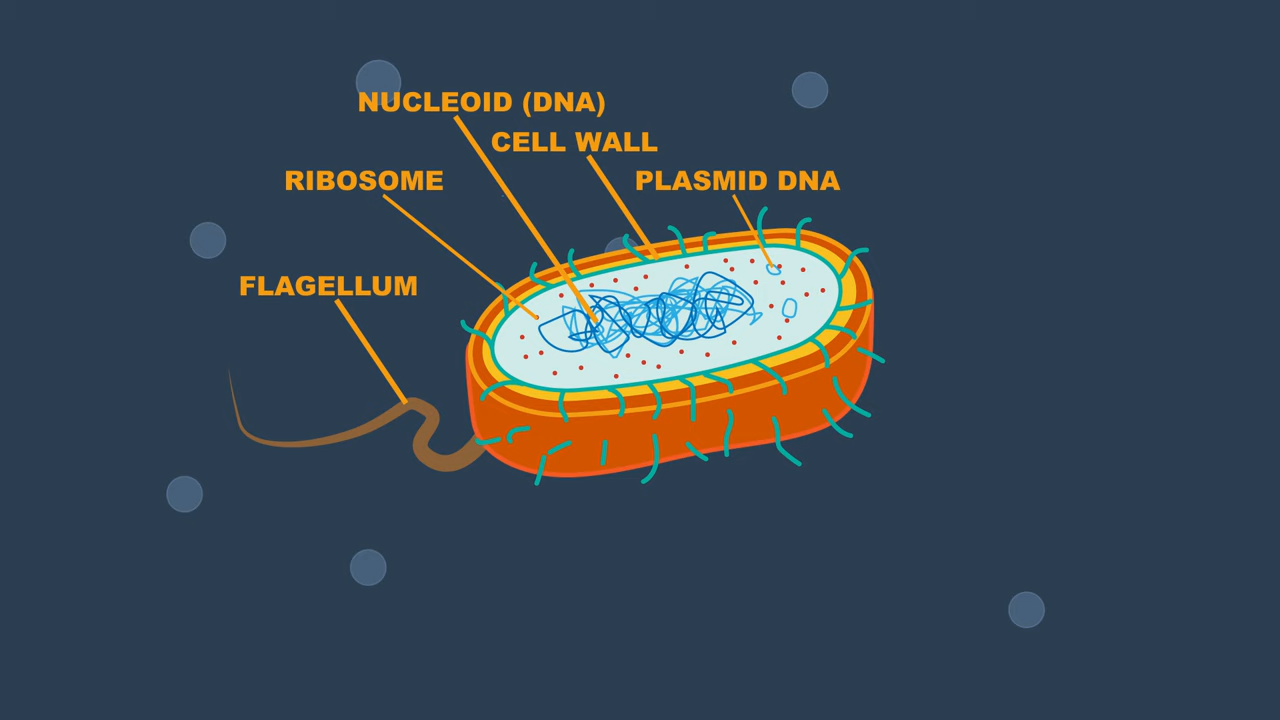 NUCLEOID (DNA)
CELL WALL
RIBOSOME
PLASMID DNA
FLAGELLUM